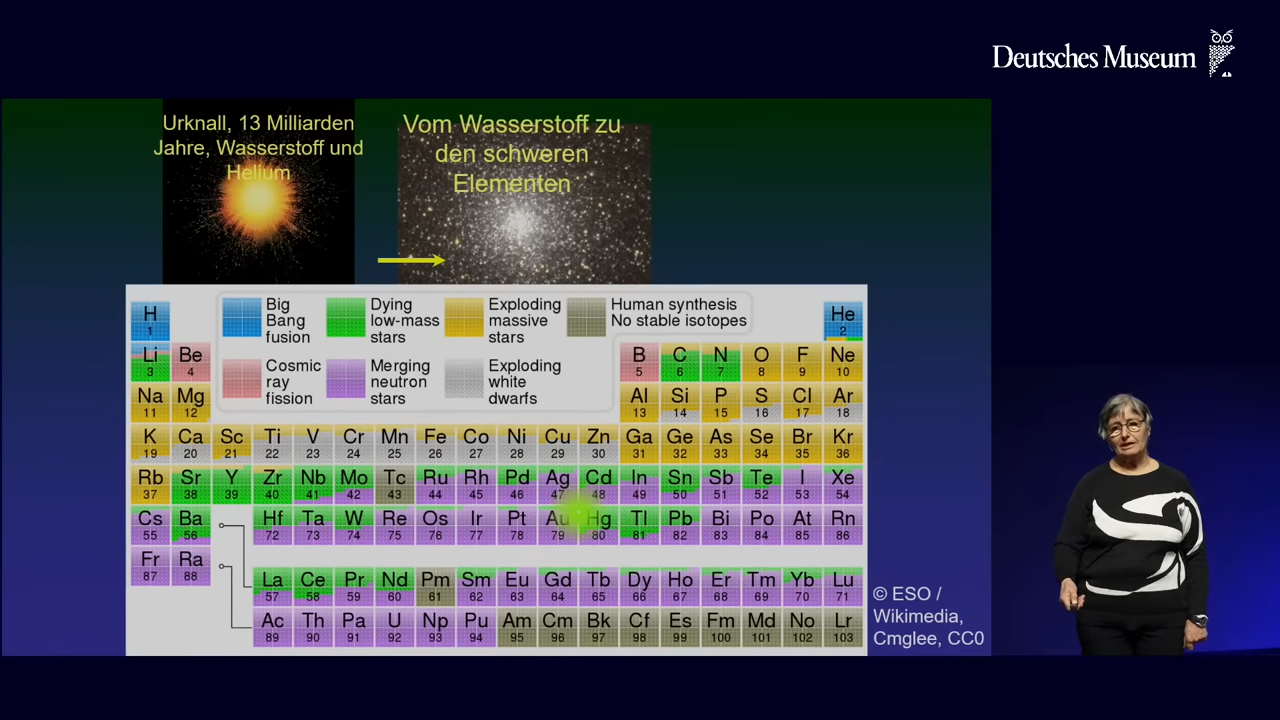 Deutsches Museum
Urknall, 13 Milliarden
Jahre, Wasserstoff und
Helium
Vom Wasserstoff zu
den schweren
Elementen
Big
Bang
fusion
Dying
low-mass
stars
Exploding
massive
stars
Human synthesis
No stable isotopes
Cosmic
ray
fission
Merging
neutron
stars
Exploding
white
dwarfs
H He
1 2
Li Be B C N O F Ne
3 4 5 6 7 8 9 10
Na Mg Al Si P S Cl Ar
11 12 13 14 15 16 17 18
K Ca Sc Ti V Cr Mn Fe Co Ni Cu Zn Ga Ge As Se Br Kr
19 20 21 22 23 24 25 26 27 28 29 30 31 32 33 34 35 36
Rb Sr Y Zr Nb Mo Tc Ru Rh Pd Ag Cd In Sn Sb Te I Xe
37 38 39 40 41 42 43 44 45 46 47 48 49 50 51 52 53 54
Cs Ba Hf Ta W Re Os Ir Pt Au Hg Tl Pb Bi Po At Rn
55 56 72 73 74 75 76 77 78 79 80 81 82 83 84 85 86
Fr Ra
87 88
La Ce Pr Nd Pm Sm Eu Gd Tb Dy Ho Er Tm Yb Lu
57 58 59 60 61 62 63 64 65 66 67 68 69 70 71
Ac Th Pa U Np Pu Am Cm Bk Cf Es Fm Md No Lr
89 90 91 92 93 94 95 96 97 98 99 100 101 102 103
© ESO /
Wikimedia,
Cmglee, CC0